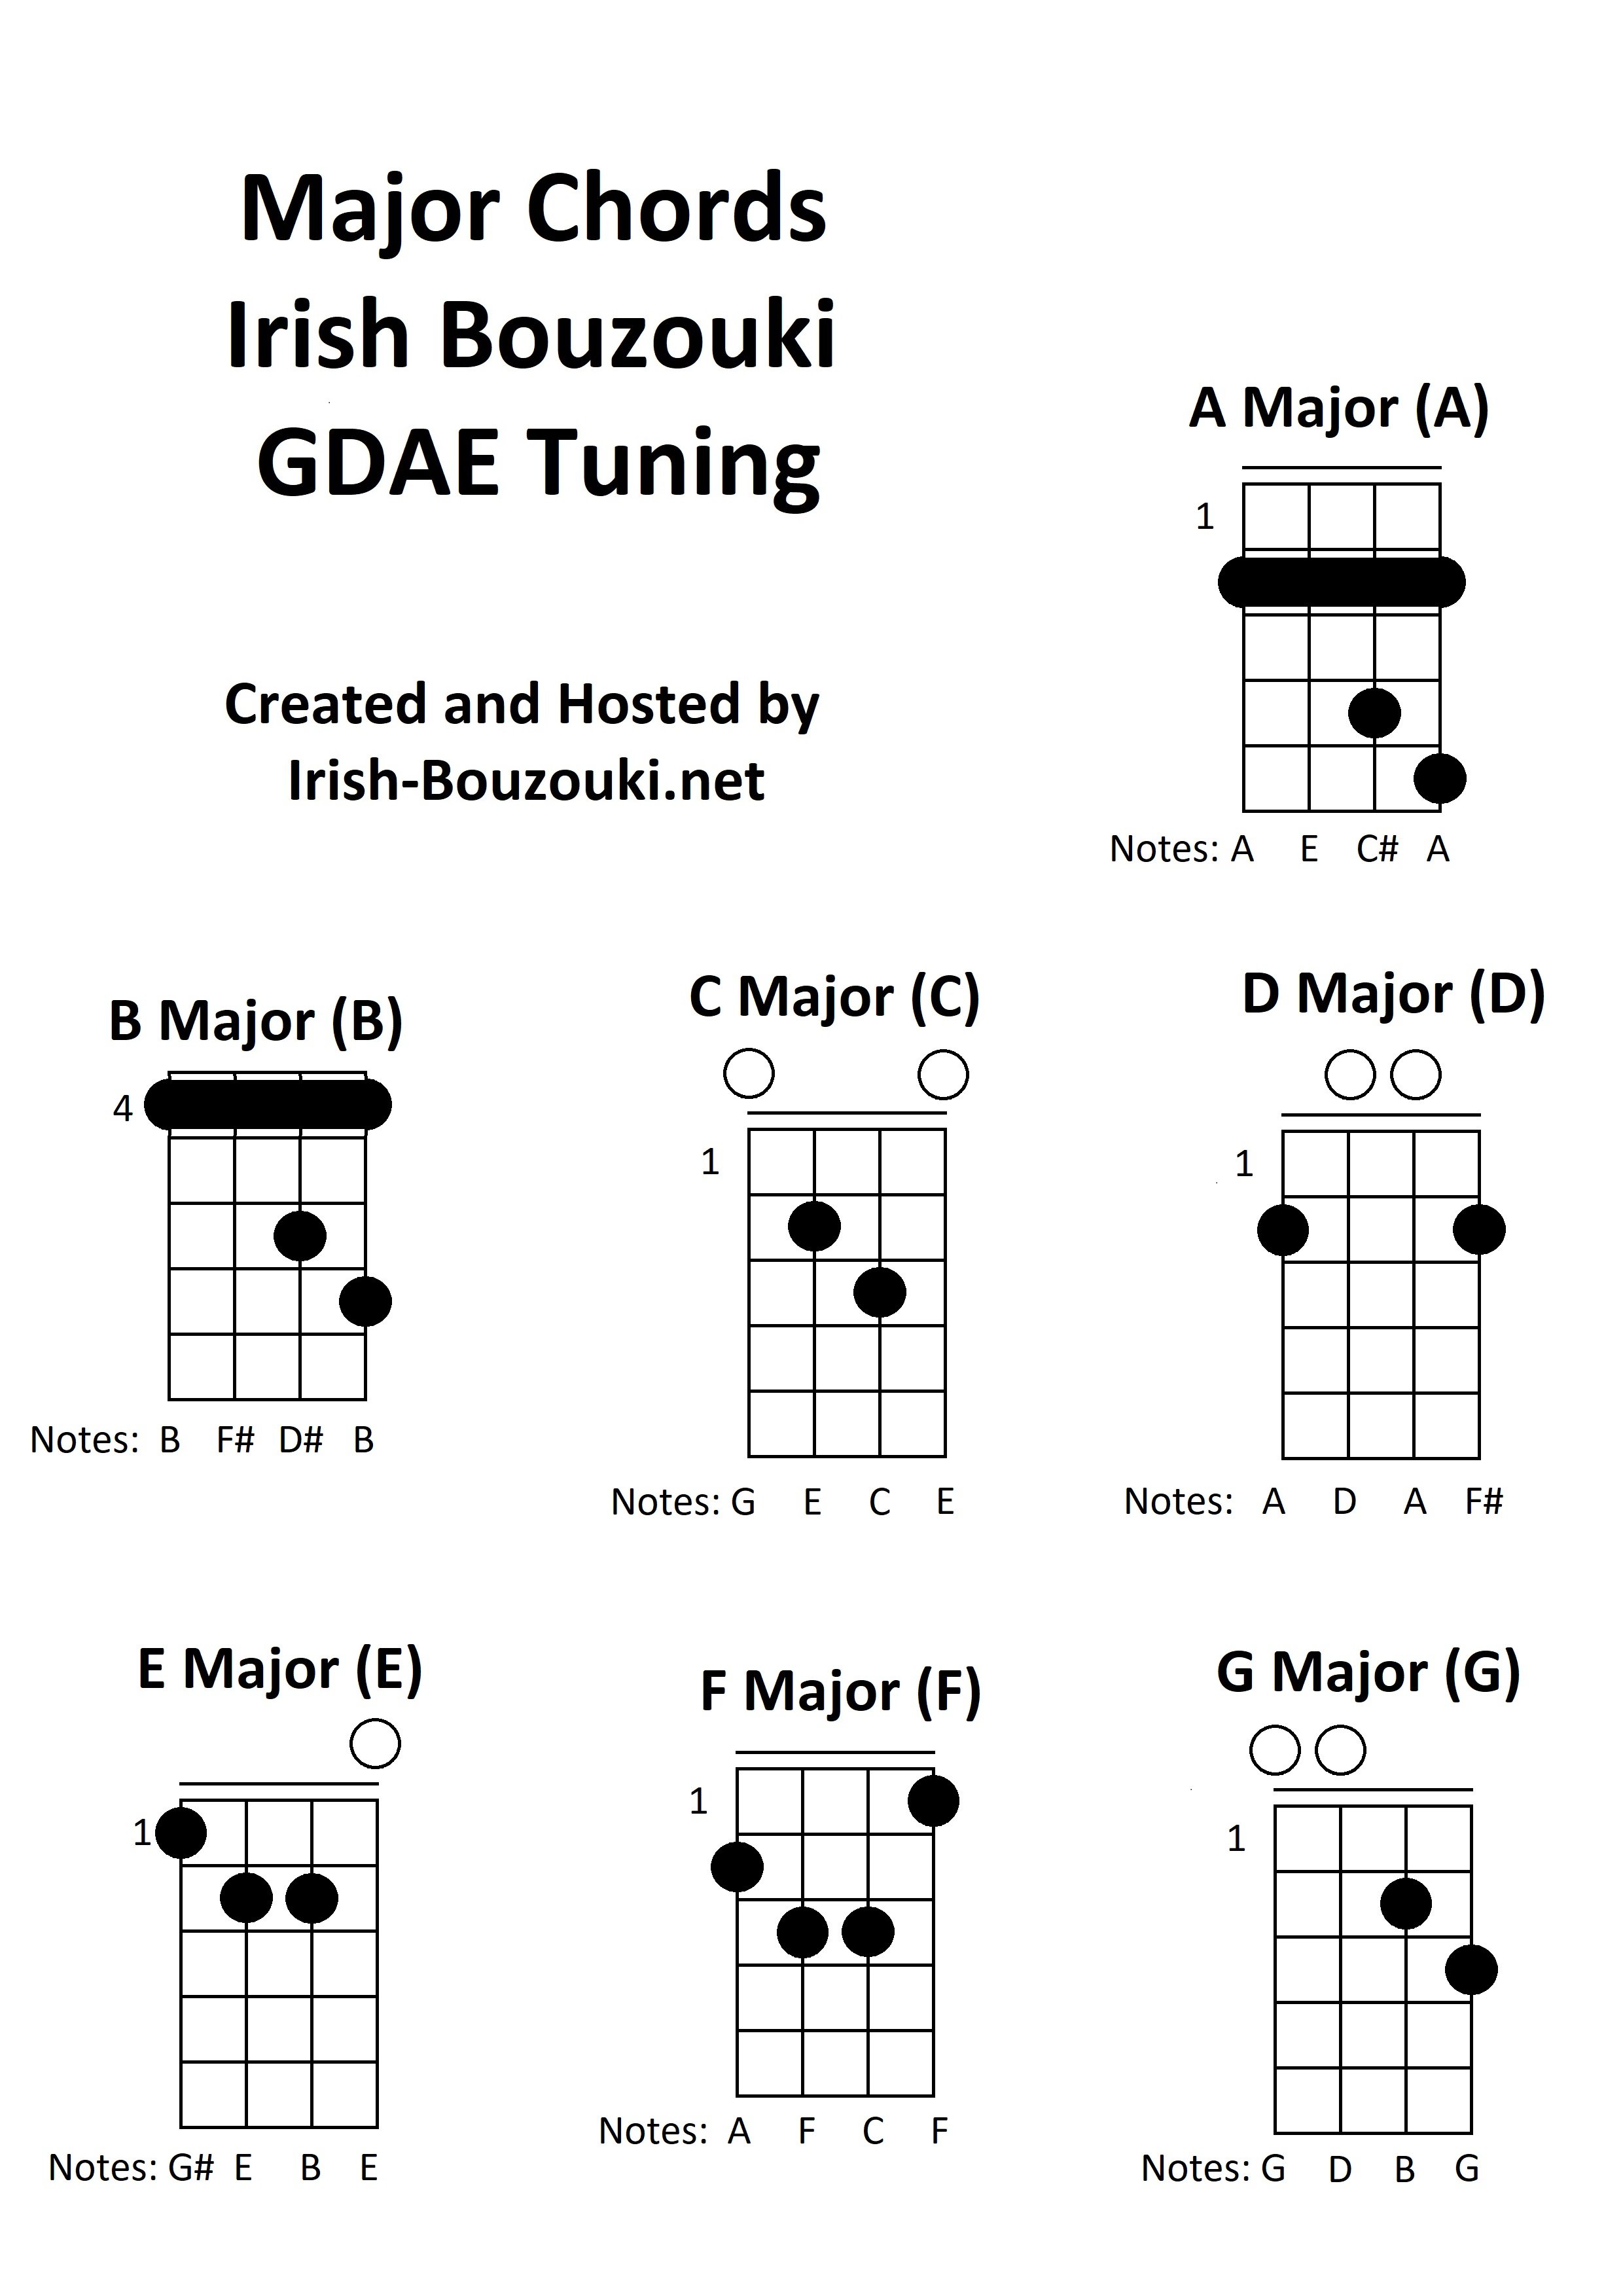 Major Chords
Irish Bouzouki
GDAE Tuning
Created and Hosted by
Irish-Bouzouki.net
A Major (A)
1
Notes: A E C# A
B Major (B)
4
Notes: B F# D# B
C Major (C)
1
Notes: G E C E
D Major (D)
1
Notes: A D A F#
E Major (E)
1
Notes: G# E B E
F Major (F)
1
Notes: A F C F
G Major (G)
1
Notes: G D B G